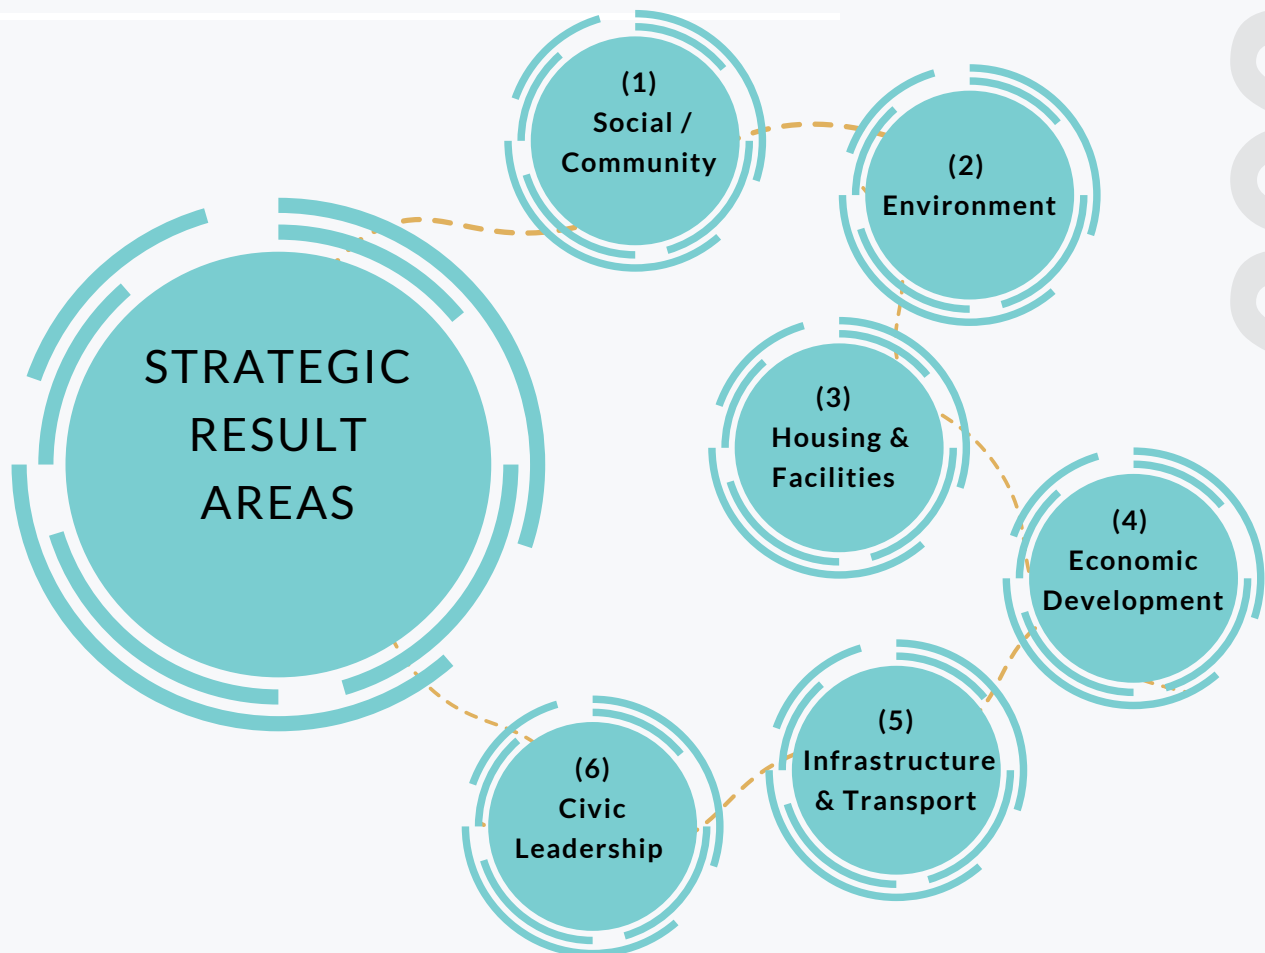 STRATEGIC
RESULT
AREAS
(1)
Social /
Community
(2)
Environment
(3)
Housing &
Facilities
(4)
Economic
Development
(5)
Infrastructure
& Transport
(6)
Civic
Leadership